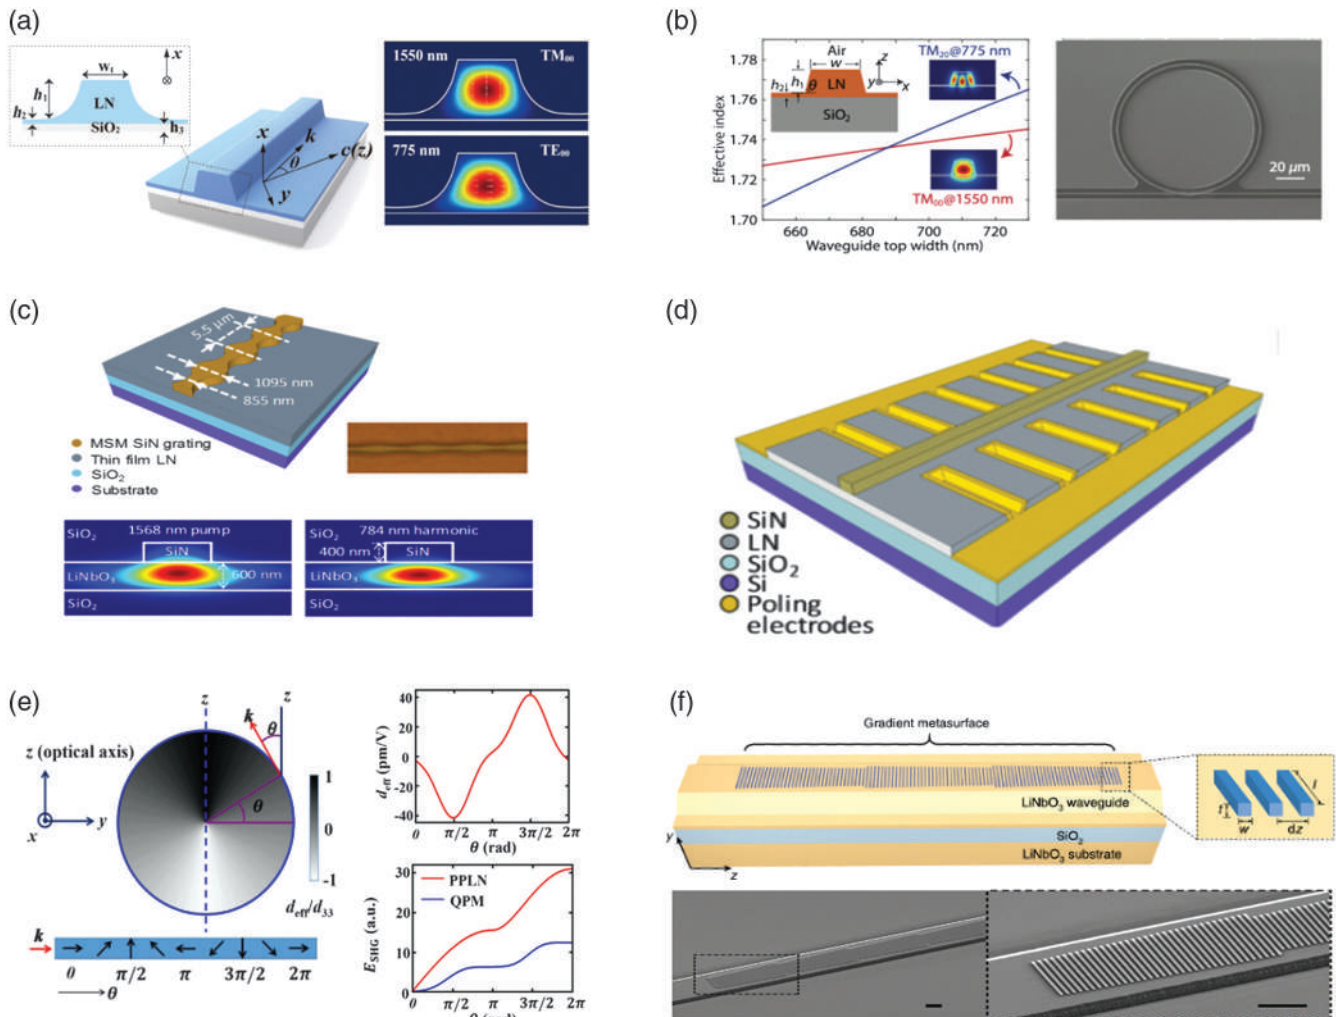 (a)
x
w₁
h₁
LN
h₂
SiO₂
h₃
x
k
θ
c(z)
y
1550 nm TM₀₀
775 nm TE₀₀
(b)
1.78
1.76
1.74
1.72
1.70
Effective index
660 680 700 720
Waveguide top width (nm)
Air
w
z
h₂ h₁ θ LN y x
SiO₂
TM₂₀@775 nm
TM₀₀@1550 nm
20 µm
(c)
5.5 µm
1095 nm
855 nm
MSM SiN grating
Thin film LN
SiO₂
Substrate
SiO₂ 1568 nm pump
SiN
LiNbO₃ 600 nm
SiO₂
SiO₂ 784 nm harmonic
400 nm SiN
LiNbO₃
SiO₂
(d)
SiN
LN
SiO₂
Si
Poling
electrodes
(e)
z
z
k
θ
z (optical axis)
x
y
θ
1
0
-1
d_eff/d₃₃
k
0 π/2 π 3π/2 2π
θ
40
20
0
-20
-40
d_eff (pm/V)
0 π/2 π 3π/2 2π
θ (rad)
PPLN
QPM
30
20
10
0
E_SHG (a.u.)
0 π/2 π 3π/2 2π
θ (rad)
(f)
Gradient metasurface
LiNbO₃ waveguide
SiO₂
LiNbO₃ substrate
y
z
l
t
w
dz